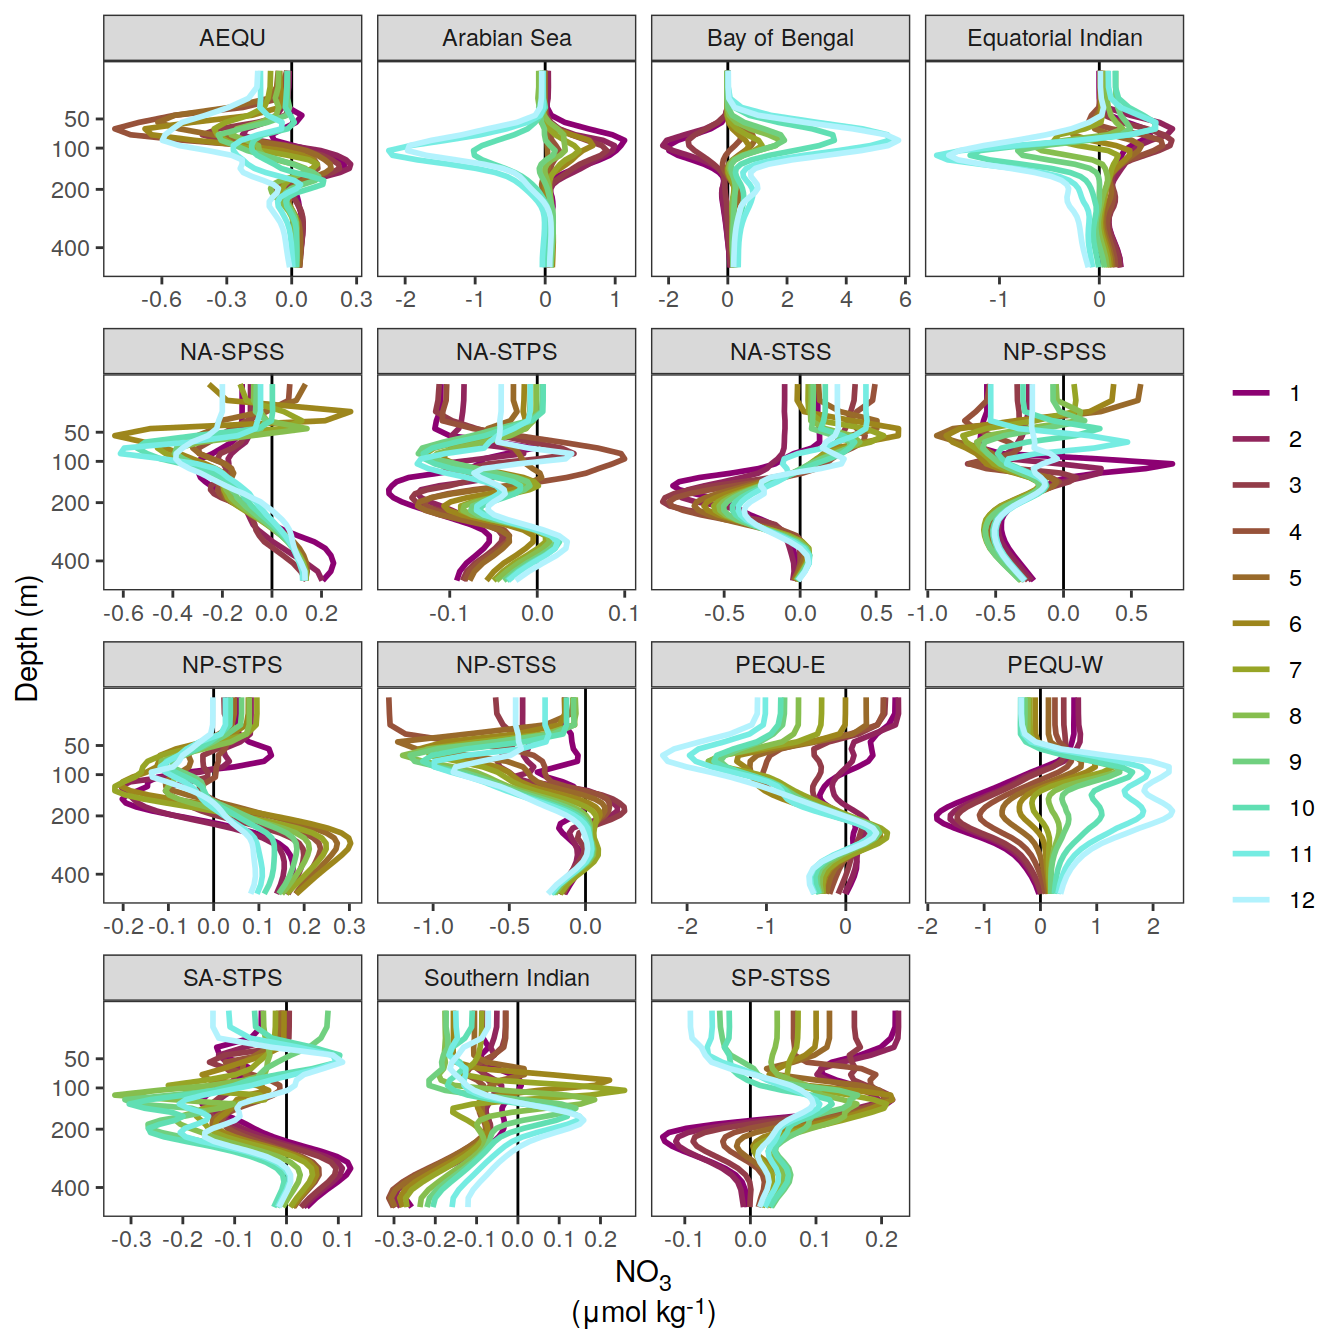 AEQU Arabian Sea Bay of Bengal Equatorial Indian
50
100
200
400
-0.6 -0.3 0.0 0.3 -2 -1 0 1 -2 0 2 4 6 -1 0
NA-SPSS NA-STPS NA-STSS NP-SPSS
50
100
200
400
-0.6 -0.4 -0.2 0.0 0.2 -0.1 0.0 0.1 -0.5 0.0 0.5 -1.0 -0.5 0.0 0.5
NP-STPS NP-STSS PEQU-E PEQU-W
50
100
200
400
-0.2 -0.1 0.0 0.1 0.2 0.3 -1.0 -0.5 0.0 -2 -1 0 -2 -1 0 1 2
SA-STPS Southern Indian SP-STSS
50
100
200
400
-0.3 -0.2 -0.1 0.0 0.1 -0.3 -0.2 -0.1 0.0 0.1 0.2 -0.1 0.0 0.1 0.2
Depth (m)
NO3
(µmol kg-1)
1
2
3
4
5
6
7
8
9
10
11
12